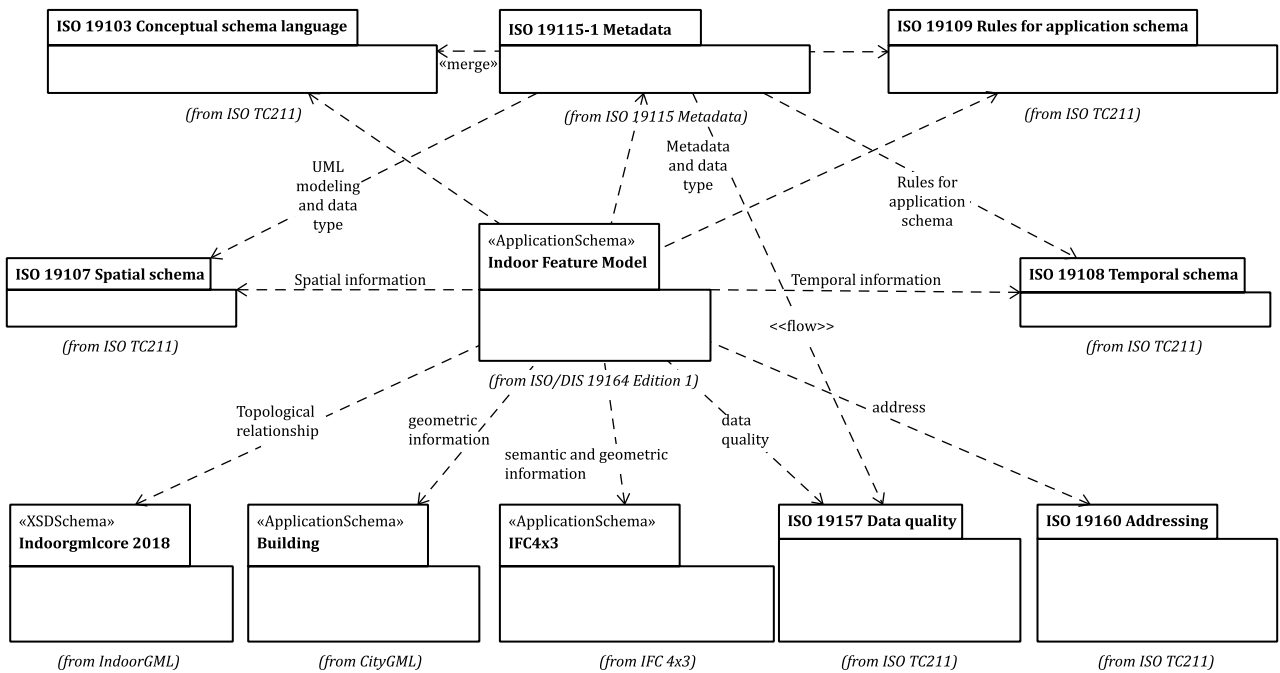 ISO 19103 Conceptual schema language
ISO 19115-1 Metadata
ISO 19109 Rules for application schema
«merge»
(from ISO TC211)
(from ISO 19115 Metadata)
(from ISO TC211)
UML
modeling
and data
type
Metadata
and data
type
Rules for
application
schema
«ApplicationSchema»
Indoor Feature Model
ISO 19107 Spatial schema
Spatial information
Temporal information
ISO 19108 Temporal schema
(from ISO TC211)
<<flow>>
(from ISO TC211)
(from ISO/DIS 19164 Edition 1)
Topological
relationship
geometric
information
semantic and geometric
information
data
quality
address
«XSDSchema»
Indoorgmlcore 2018
«ApplicationSchema»
Building
«ApplicationSchema»
IFC4x3
ISO 19157 Data quality
ISO 19160 Addressing
(from IndoorGML)
(from CityGML)
(from IFC 4x3)
(from ISO TC211)
(from ISO TC211)